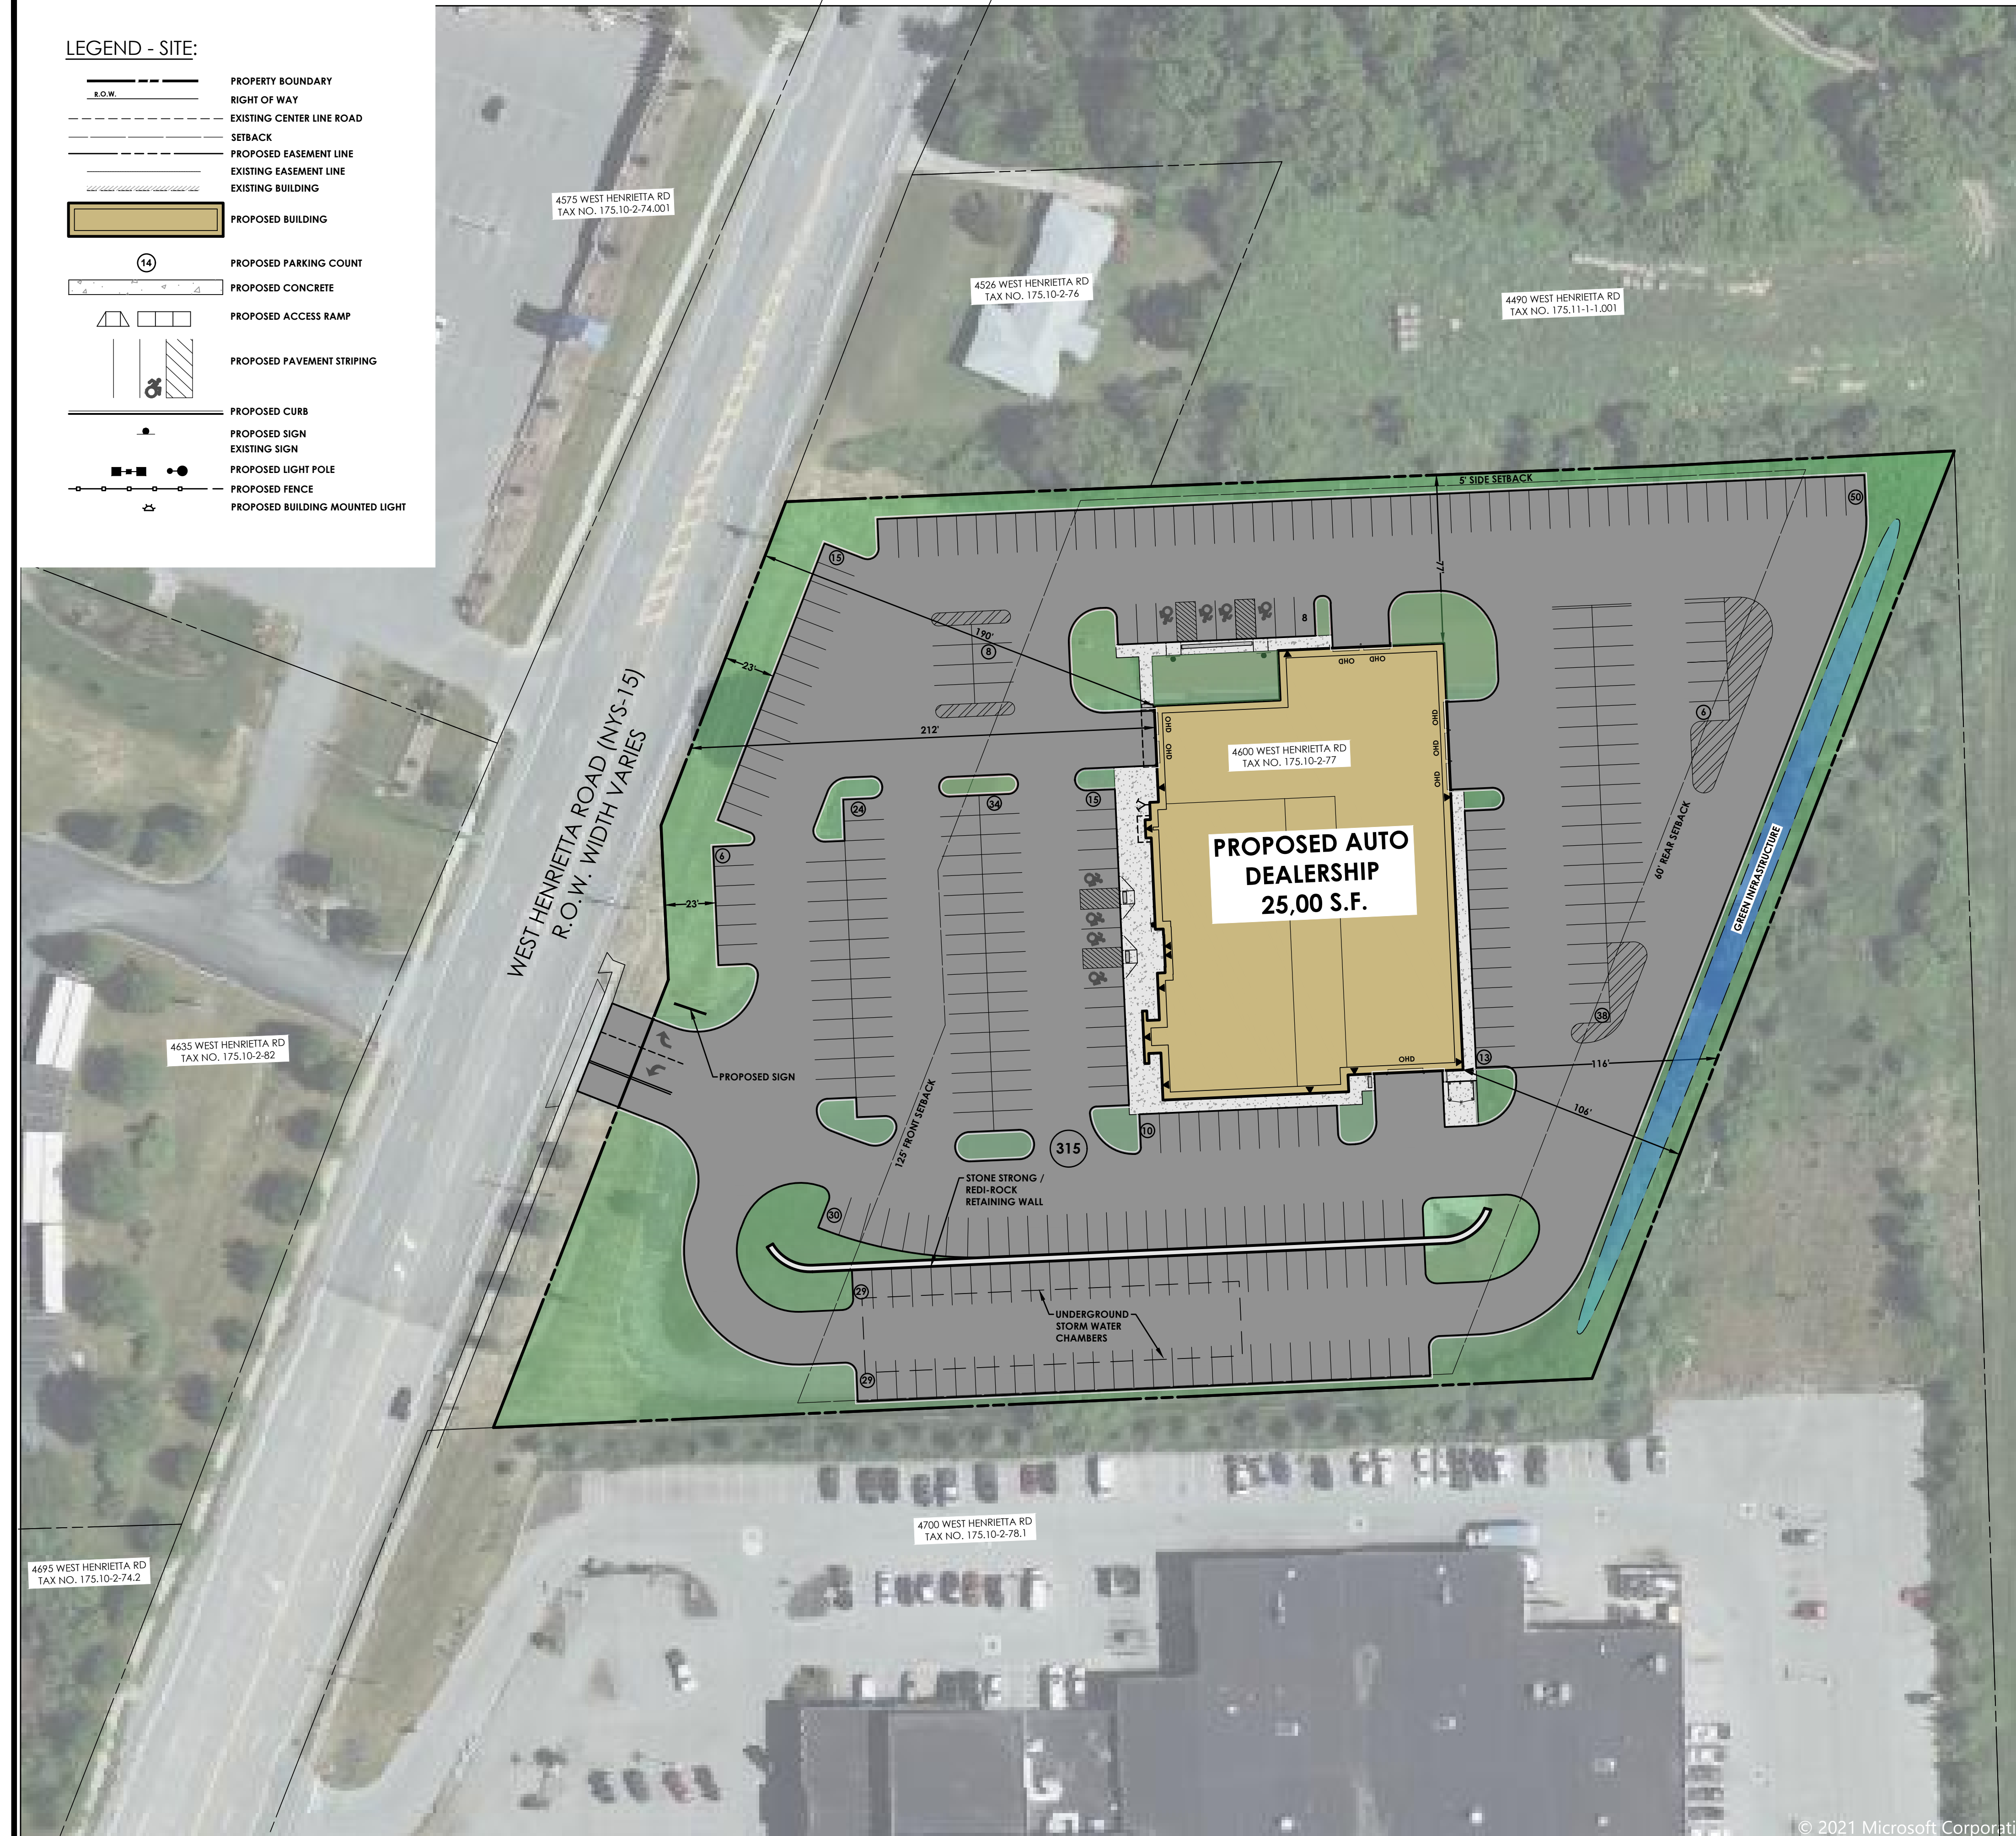 LEGEND - SITE:
PROPERTY BOUNDARY
R.O.W.
RIGHT OF WAY
EXISTING CENTER LINE ROAD
SETBACK
PROPOSED EASEMENT LINE
EXISTING EASEMENT LINE
EXISTING BUILDING
PROPOSED BUILDING
14
PROPOSED PARKING COUNT
PROPOSED CONCRETE
PROPOSED ACCESS RAMP
PROPOSED PAVEMENT STRIPING
PROPOSED CURB
PROPOSED SIGN
EXISTING SIGN
PROPOSED LIGHT POLE
PROPOSED FENCE
PROPOSED BUILDING MOUNTED LIGHT
4575 WEST HENRIETTA RD
TAX NO. 175.10-2-74.001
4526 WEST HENRIETTA RD
TAX NO. 175.10-2-76
4490 WEST HENRIETTA RD
TAX NO. 175.11-1-1.001
5' SIDE SETBACK
50
15
77'
190'
8
8
23'
212'
OHD
OHD
OHD
OHD
OHD
OHD
OHD
6
4600 WEST HENRIETTA RD
TAX NO. 175.10-2-77
WEST HENRIETTA ROAD (NYS-15)
R.O.W. WIDTH VARIES
24
34
15
6
23'
PROPOSED AUTO
DEALERSHIP
25,00 S.F.
60' REAR SETBACK
GREEN INFRASTRUCTURE
38
4635 WEST HENRIETTA RD
TAX NO. 175.10-2-82
PROPOSED SIGN
OHD
13
116'
106'
125' FRONT SETBACK
10
315
STONE STRONG /
REDI-ROCK
RETAINING WALL
30
29
UNDERGROUND
STORM WATER
CHAMBERS
29
4700 WEST HENRIETTA RD
TAX NO. 175.10-2-78.1
4695 WEST HENRIETTA RD
TAX NO. 175.10-2-74.2
© 2021 Microsoft Corporat